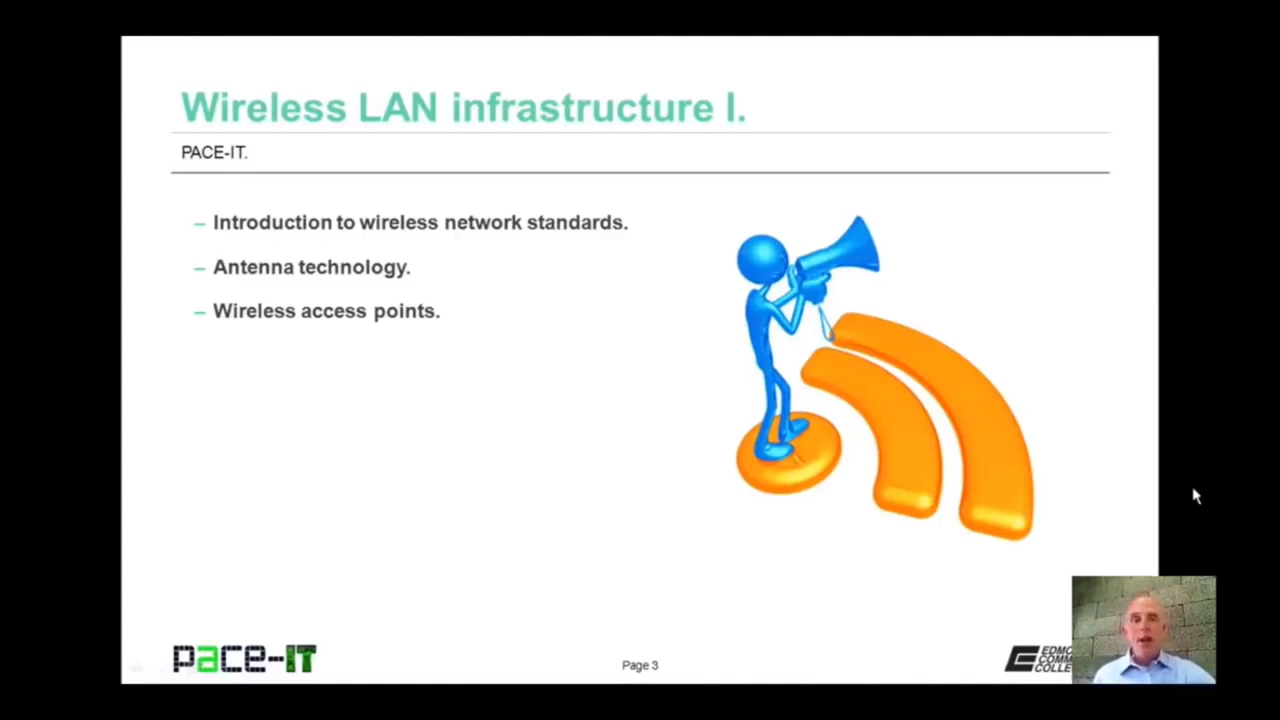 Wireless LAN infrastructure I.
PACE-IT.
– Introduction to wireless network standards.
– Antenna technology.
– Wireless access points.
pace-IT
Page 3